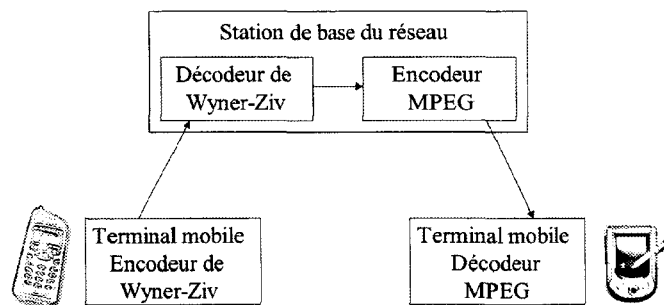 Station de base du réseau
Décodeur de
Wyner-Ziv
Encodeur
MPEG
Terminal mobile
Encodeur de
Wyner-Ziv
Terminal mobile
Décodeur
MPEG